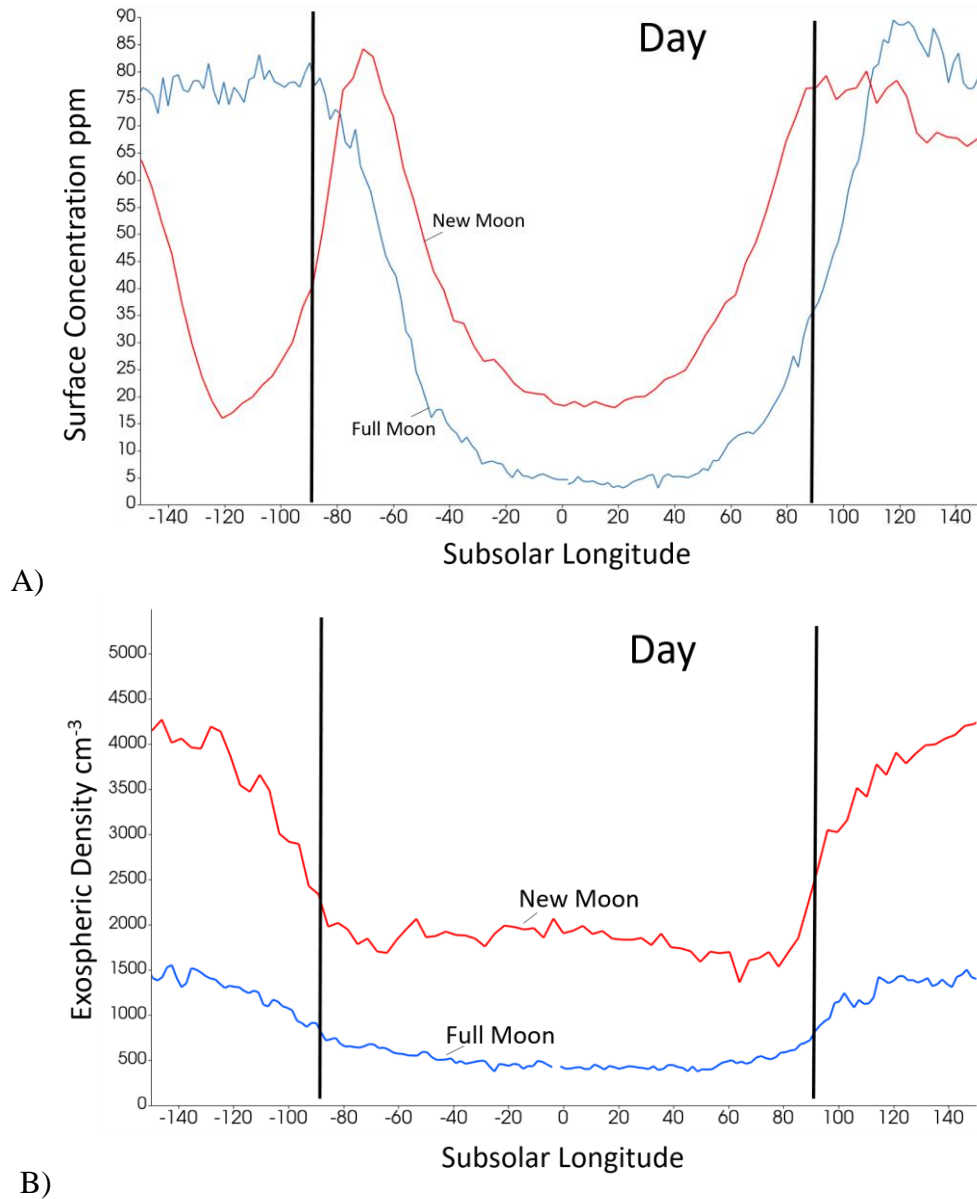 90
85
80
75
70
65
60
55
50
45
40
35
30
25
20
15
10
5
0
Surface Concentration ppm
Day
New Moon
Full Moon
-140 -120 -100 -80 -60 -40 -20 0 20 40 60 80 100 120 140
Subsolar Longitude
A)
5000
4500
4000
3500
3000
2500
2000
1500
1000
500
0
Exospheric Density cm-3
Day
New Moon
Full Moon
-140 -120 -100 -80 -60 -40 -20 0 20 40 60 80 100 120 140
Subsolar Longitude
B)